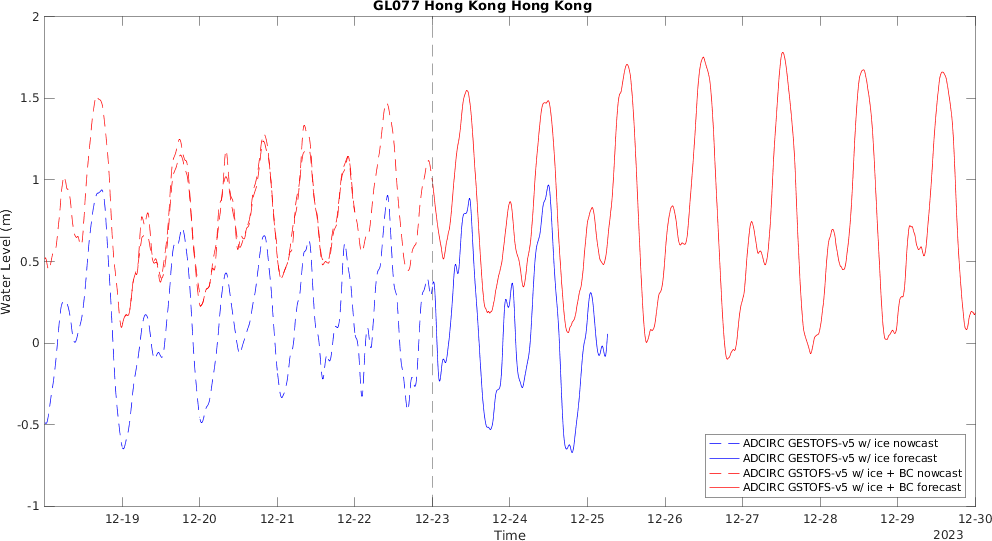 GL077 Hong Kong Hong Kong
2
1.5
1
0.5
0
-0.5
-1
Water Level (m)
ADCIRC GESTOFS-v5 w/ ice nowcast
ADCIRC GESTOFS-v5 w/ ice forecast
ADCIRC GSTOFS-v5 w/ ice + BC nowcast
ADCIRC GSTOFS-v5 w/ ice + BC forecast
12-19 12-20 12-21 12-22 12-23 12-24 12-25 12-26 12-27 12-28 12-29 12-30
Time
2023